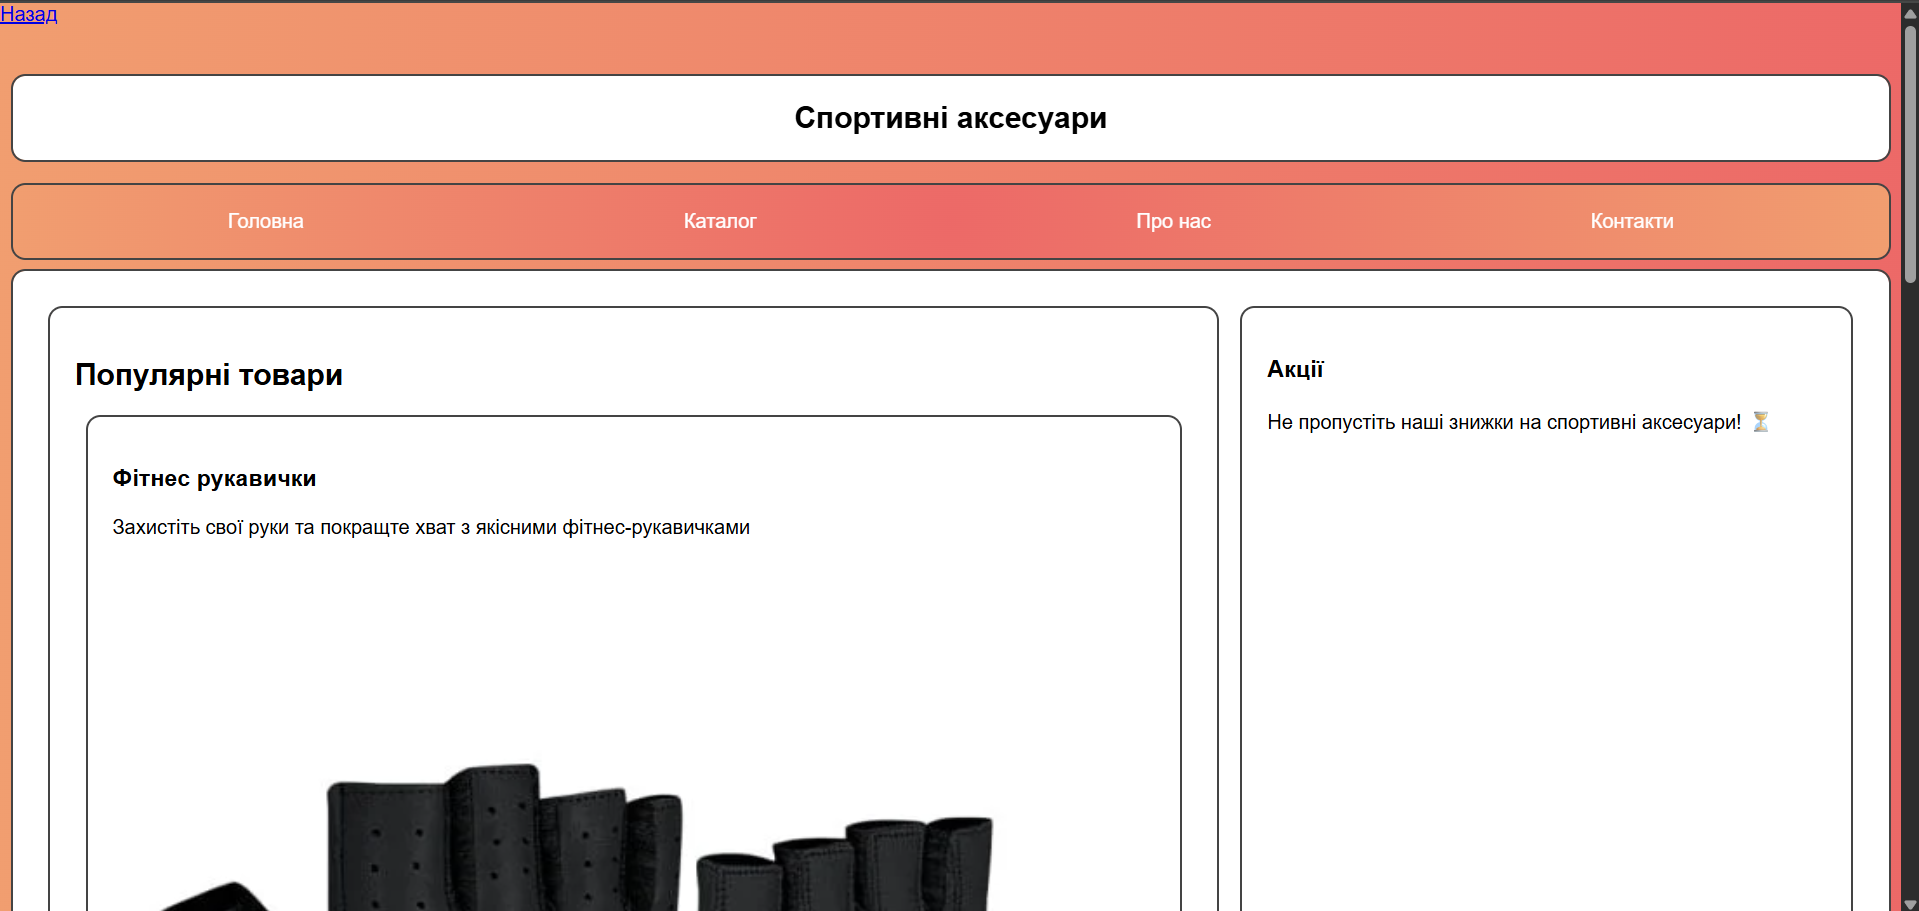 Назад
Спортивні аксесуари
Головна
Каталог
Про нас
Контакти
Популярні товари
Фітнес рукавички
Захистіть свої руки та покращте хват з якісними фітнес-рукавичками
Акції
Не пропустіть наші знижки на спортивні аксесуари! ⏳